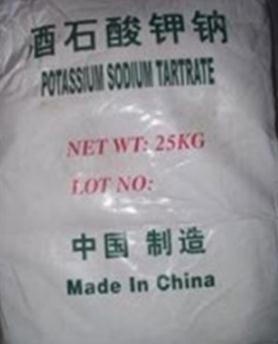 酒石酸钾钠
POTASSIUM SODIUM TARTRATE
NET WT: 25KG
LOT NO:
中国 制造
Made In China